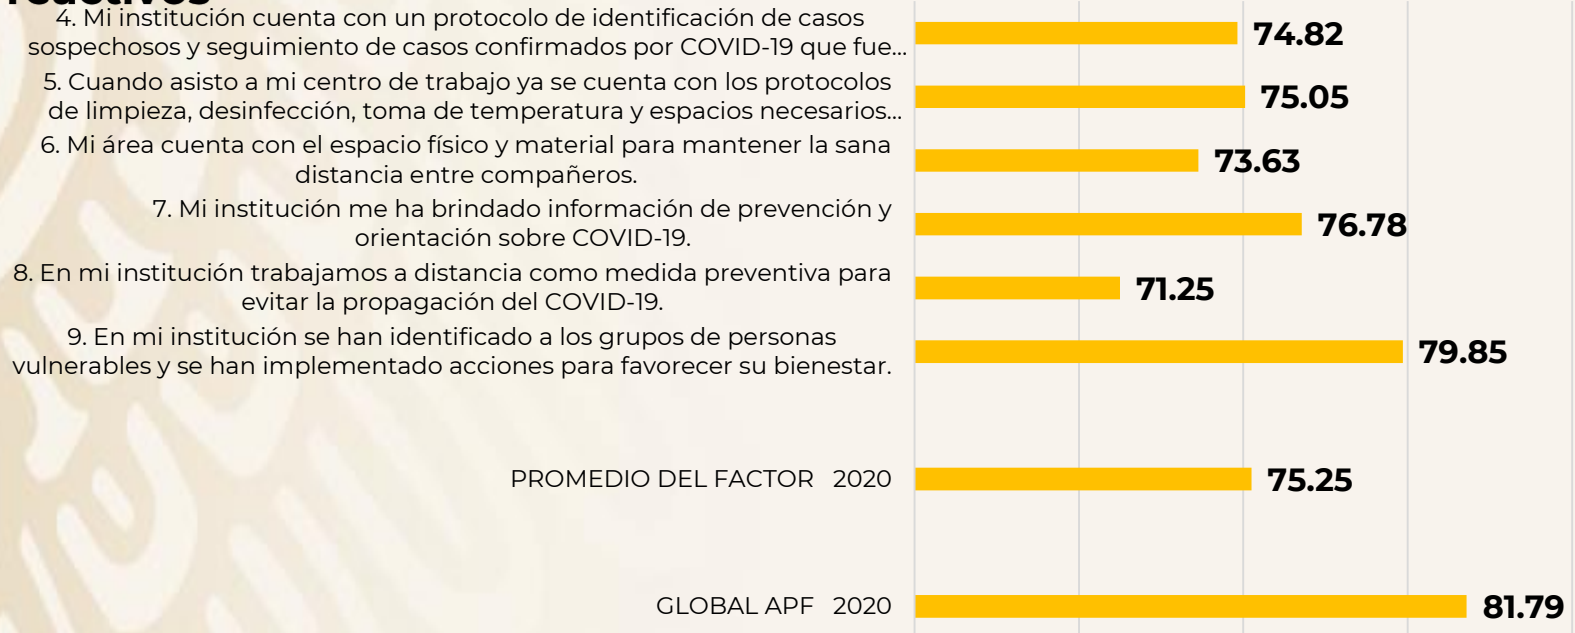 reactivos
4. Mi institución cuenta con un protocolo de identificación de casos
sospechosos y seguimiento de casos confirmados por COVID-19 que fue...
74.82
5. Cuando asisto a mi centro de trabajo ya se cuenta con los protocolos
de limpieza, desinfección, toma de temperatura y espacios necesarios...
75.05
6. Mi área cuenta con el espacio físico y material para mantener la sana
distancia entre compañeros.
73.63
7. Mi institución me ha brindado información de prevención y
orientación sobre COVID-19.
76.78
8. En mi institución trabajamos a distancia como medida preventiva para
evitar la propagación del COVID-19.
71.25
9. En mi institución se han identificado a los grupos de personas
vulnerables y se han implementado acciones para favorecer su bienestar.
79.85
PROMEDIO DEL FACTOR 2020
75.25
GLOBAL APF 2020
81.79